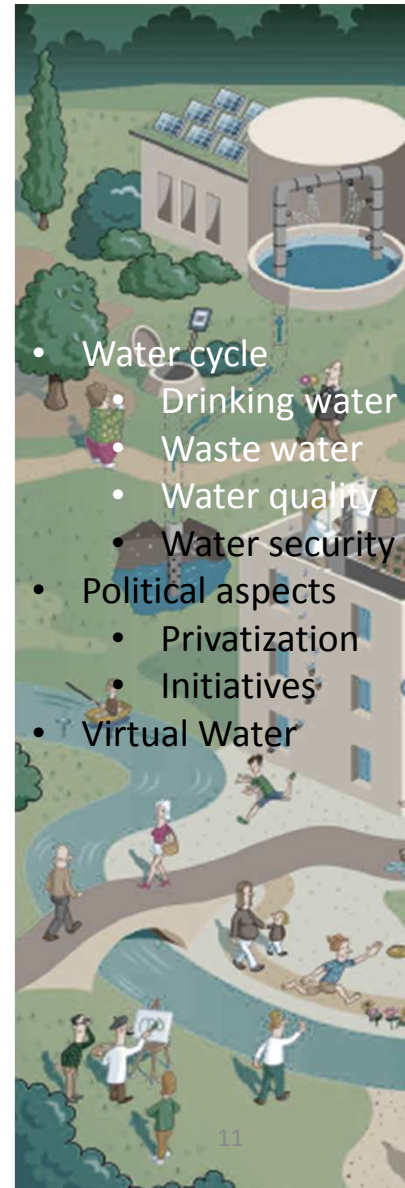 • Water cycle
• Drinking water
• Waste water
• Water quality
• Water security
• Political aspects
• Privatization
• Initiatives
• Virtual Water
11